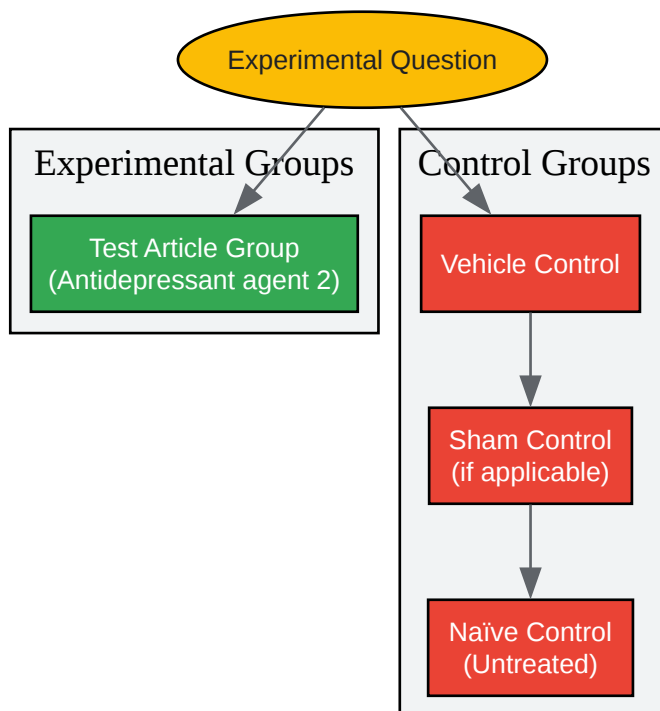 Experimental Question
Experimental Groups
Test Article Group
(Antidepressant agent 2)
Control Groups
Vehicle Control
Sham Control
(if applicable)
Naïve Control
(Untreated)